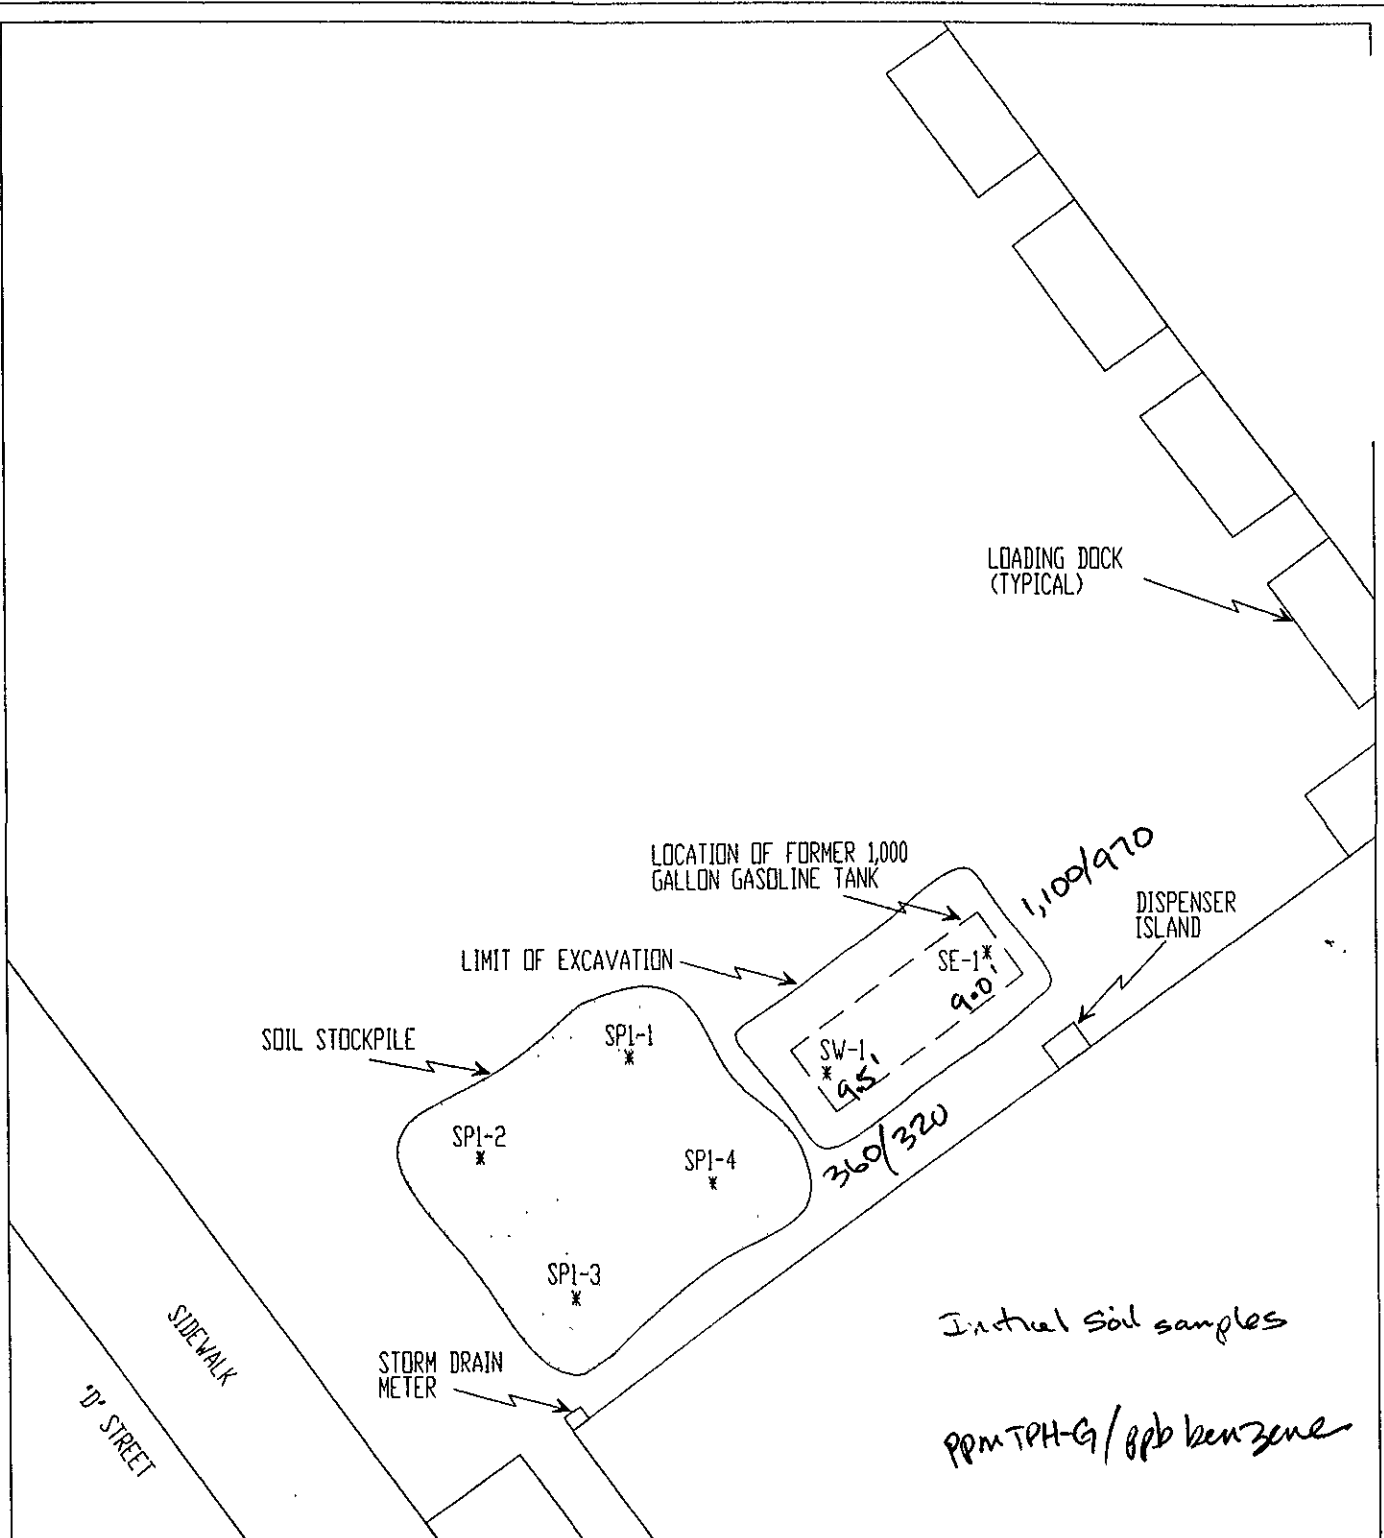 LOADING DOCK
(TYPICAL)
LOCATION OF FORMER 1,000
GALLON GASOLINE TANK
1,100/970
DISPENSER
ISLAND
LIMIT OF EXCAVATION
SE-1
9.0'
SOIL STOCKPILE
SP1-1
SW-1
9.5'
SP1-2
SP1-4
360/320
SP1-3
SIDEWALK
"D" STREET
STORM DRAIN
METER
Initial soil samples
ppm TPH-G/ppb benzene